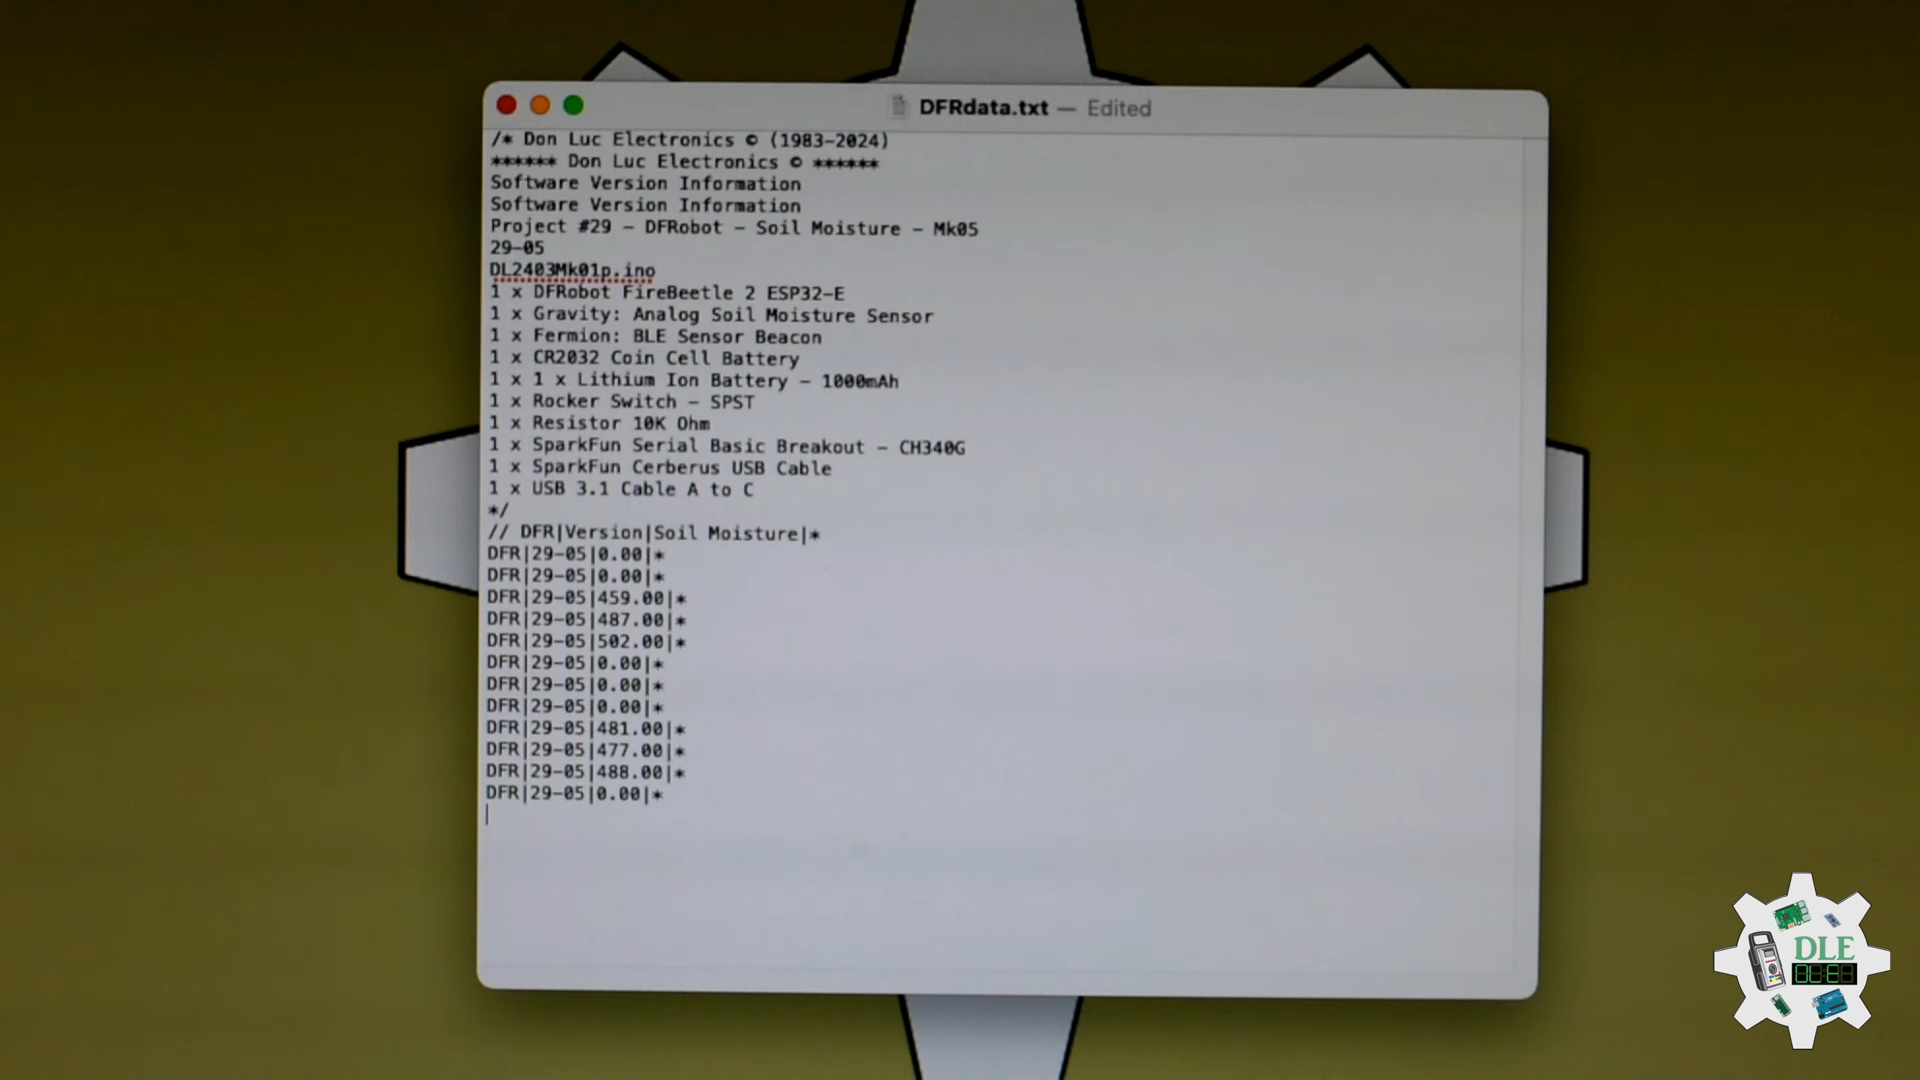 DFRdata.txt — Edited
/* Don Luc Electronics © (1983-2024)
****** Don Luc Electronics © ******
Software Version Information
Software Version Information
Project #29 - DFRobot - Soil Moisture - Mk05
29-05
DL2403Mk01p.ino
1 x DFRobot FireBeetle 2 ESP32-E
1 x Gravity: Analog Soil Moisture Sensor
1 x Fermion: BLE Sensor Beacon
1 x CR2032 Coin Cell Battery
1 x 1 x Lithium Ion Battery - 1000mAh
1 x Rocker Switch - SPST
1 x Resistor 10K Ohm
1 x SparkFun Serial Basic Breakout - CH340G
1 x SparkFun Cerberus USB Cable
1 x USB 3.1 Cable A to C
*/
// DFR|Version|Soil Moisture|*
DFR|29-05|0.00|*
DFR|29-05|0.00|*
DFR|29-05|459.00|*
DFR|29-05|487.00|*
DFR|29-05|502.00|*
DFR|29-05|0.00|*
DFR|29-05|0.00|*
DFR|29-05|0.00|*
DFR|29-05|481.00|*
DFR|29-05|477.00|*
DFR|29-05|488.00|*
DFR|29-05|0.00|*
DLE